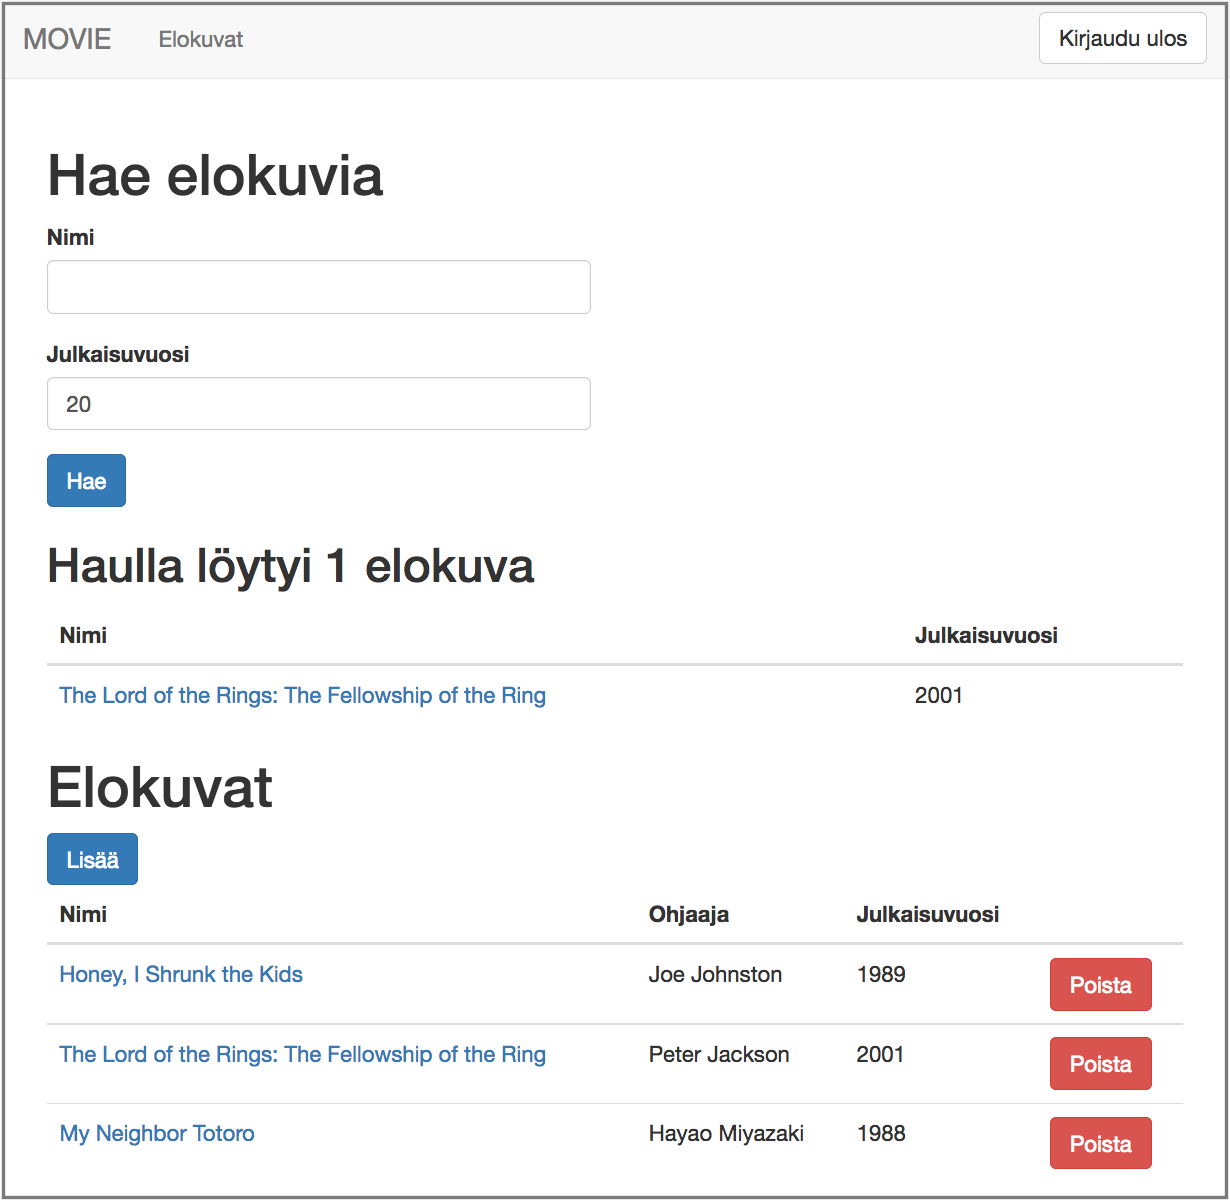 MOVIE Elokuvat Kirjaudu ulos
Hae elokuvia
Nimi
Julkaisuvuosi
20
Hae
Haulla löytyi 1 elokuva
Nimi Julkaisuvuosi
The Lord of the Rings: The Fellowship of the Ring 2001
Elokuvat
Lisää
Nimi Ohjaaja Julkaisuvuosi
Honey, I Shrunk the Kids Joe Johnston 1989 Poista
The Lord of the Rings: The Fellowship of the Ring Peter Jackson 2001 Poista
My Neighbor Totoro Hayao Miyazaki 1988 Poista